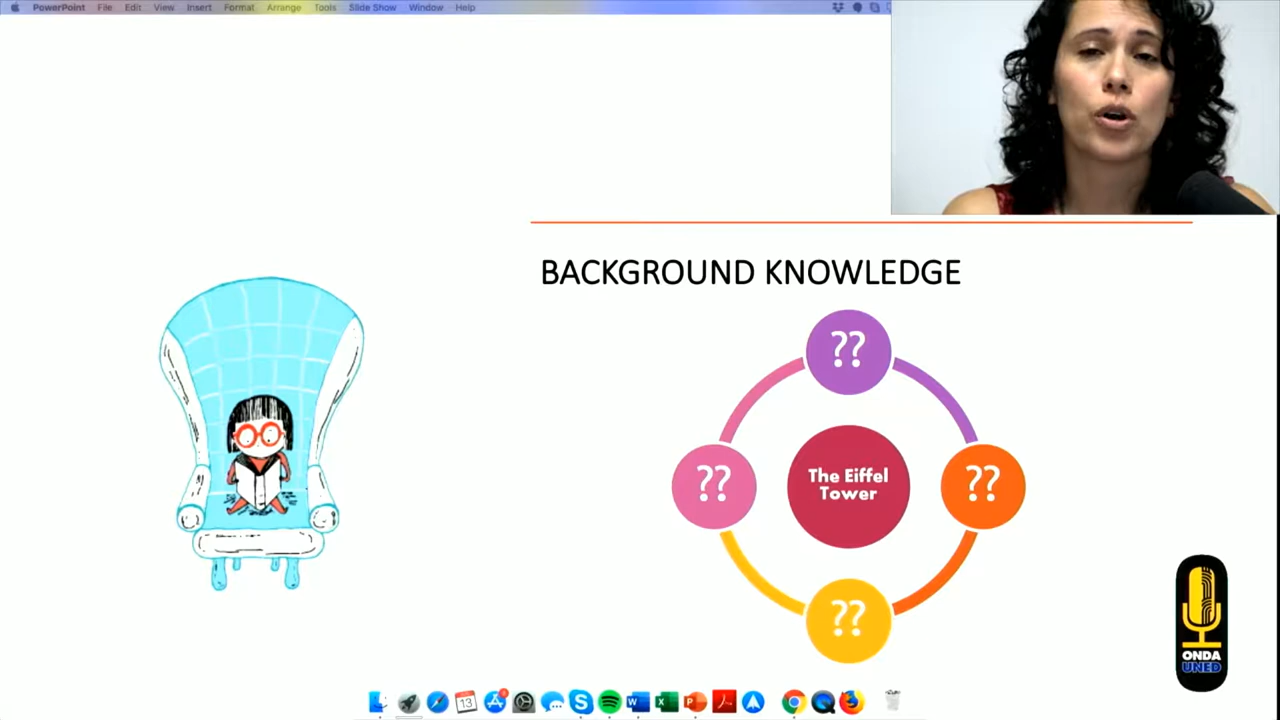 PowerPoint File Edit View Insert Format Arrange Tools Slide Show Window Help
BACKGROUND KNOWLEDGE
??
??
The Eiffel
Tower
??
??
ONDA
UNED
13